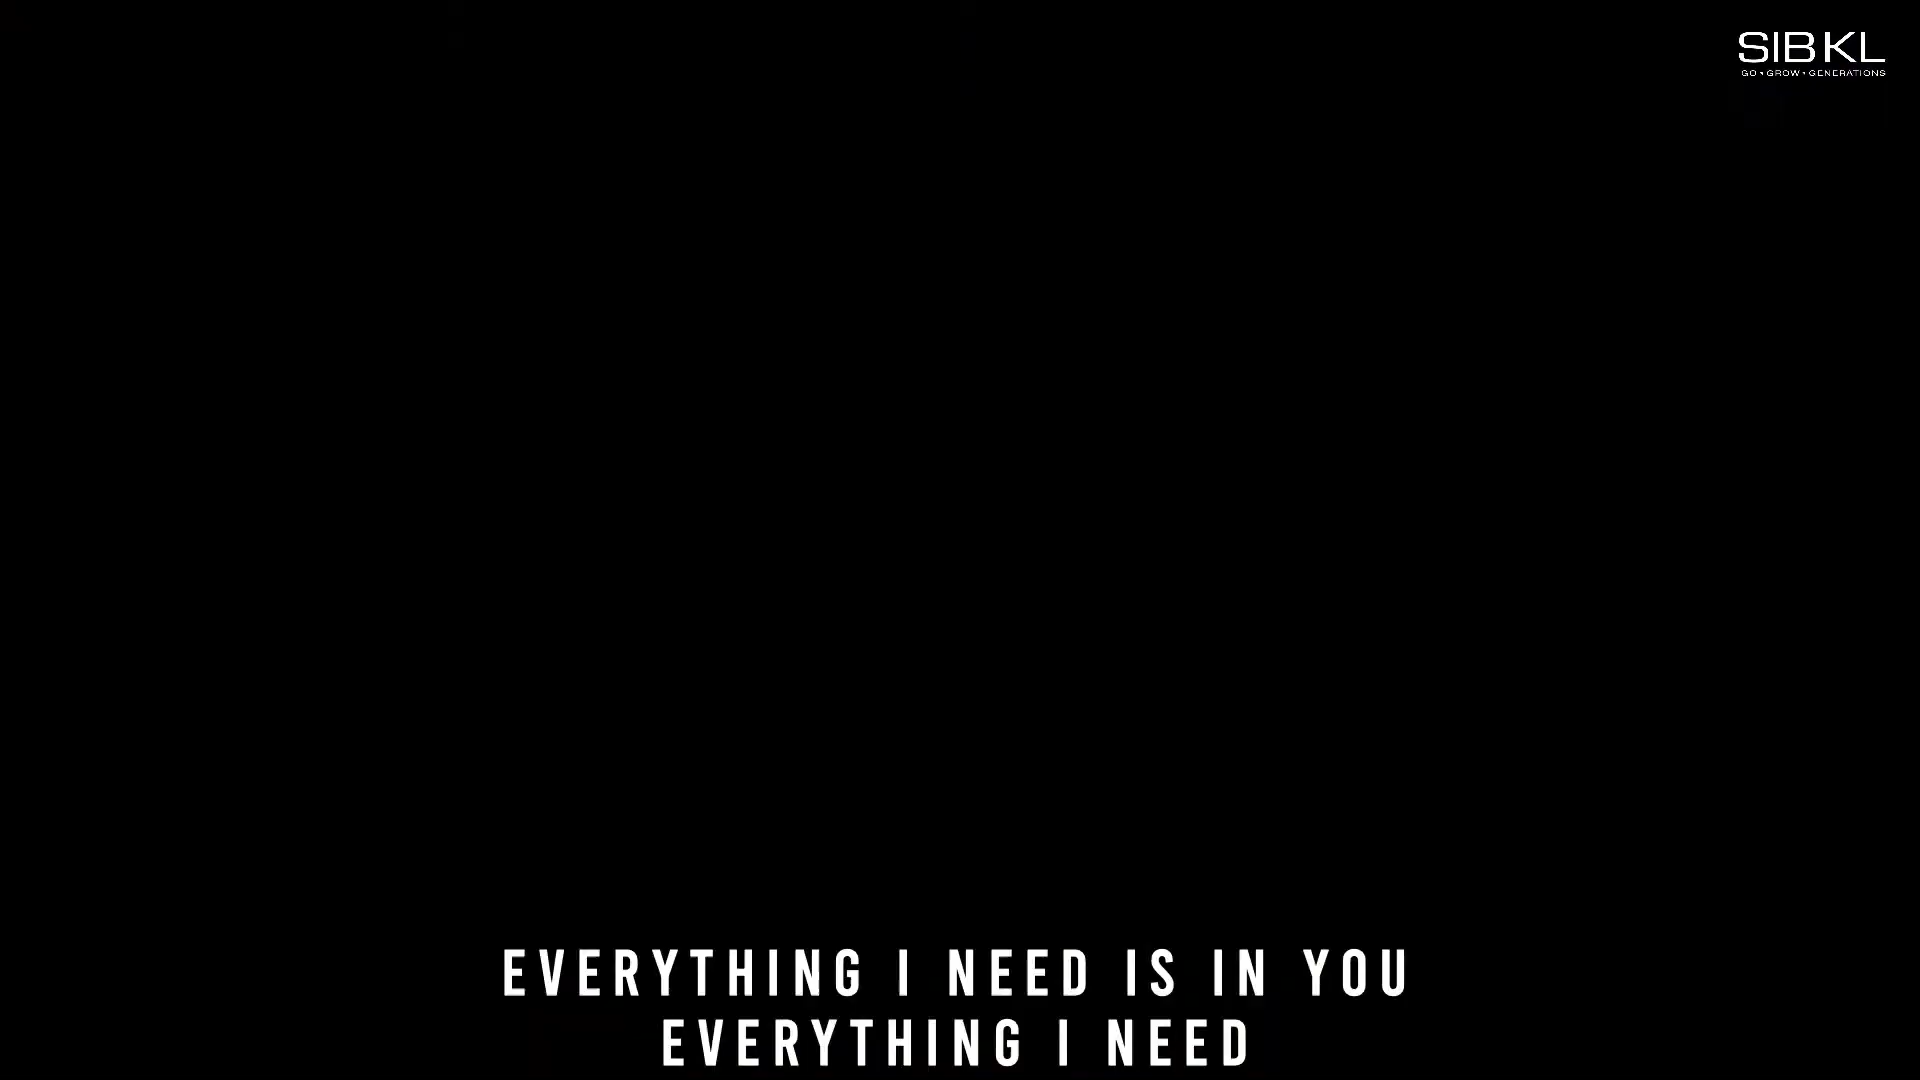 SIBKL
GO • GROW • GENERATIONS
EVERYTHING I NEED IS IN YOU
EVERYTHING I NEED